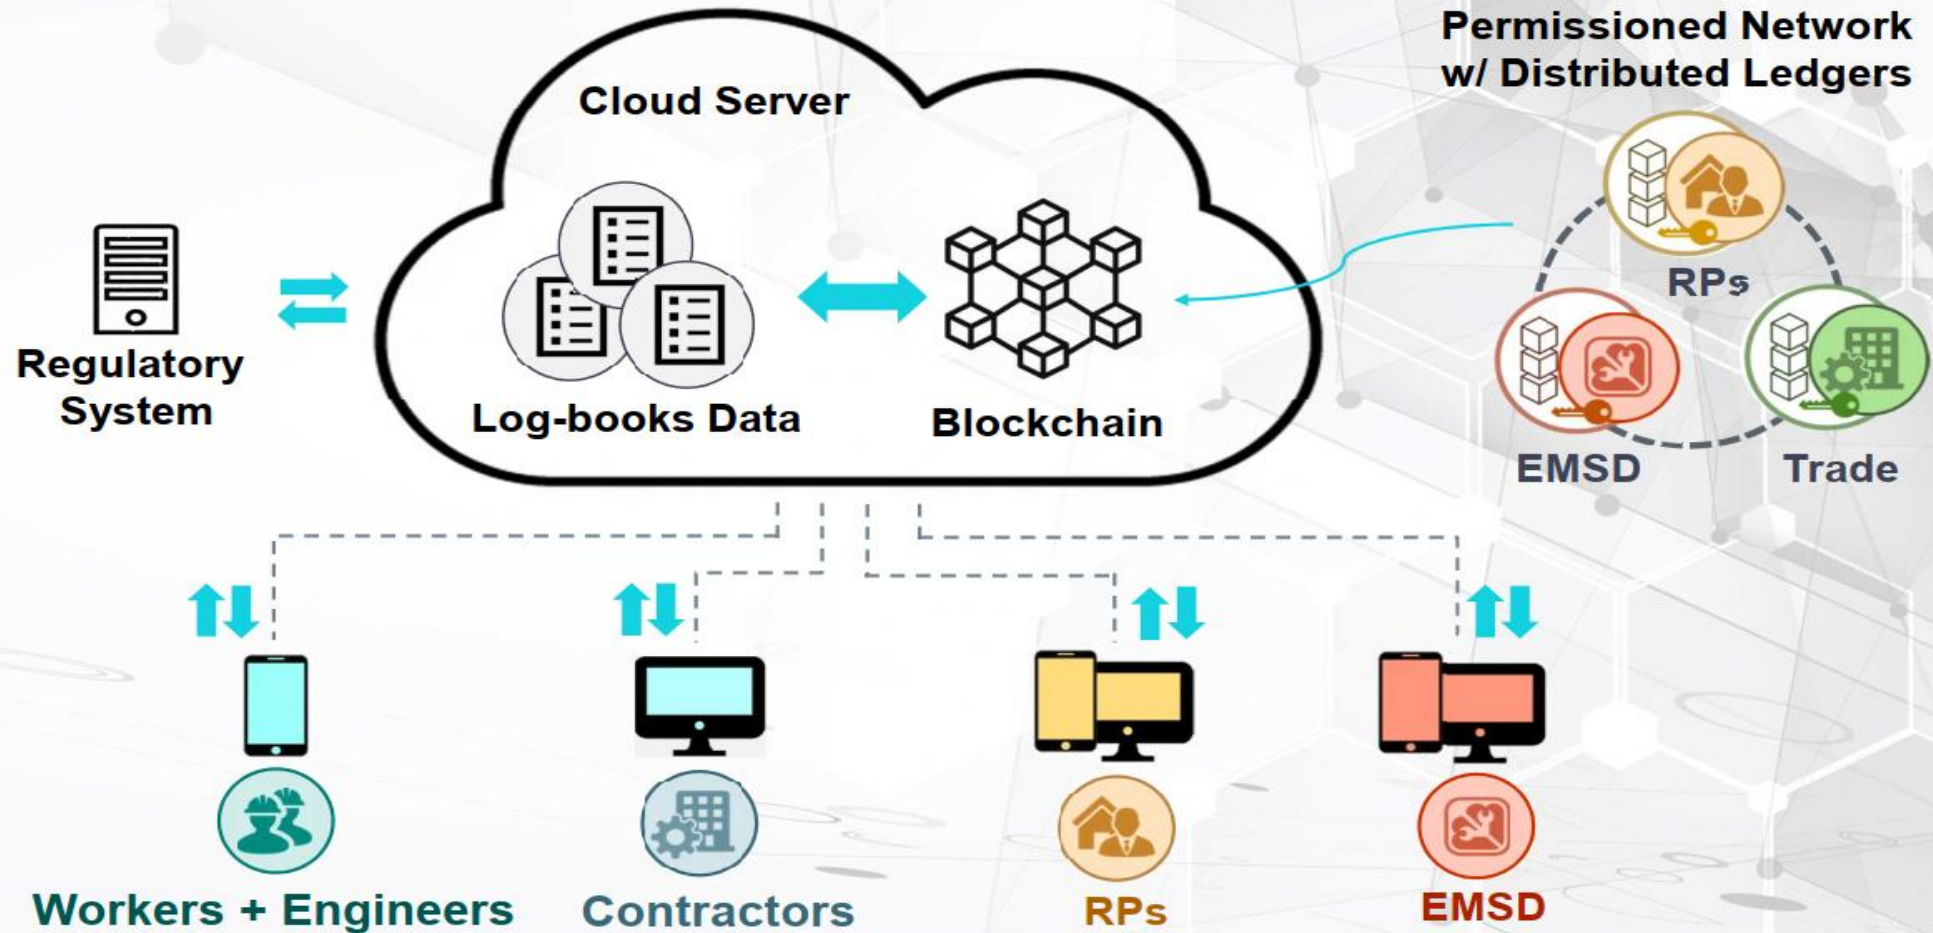 Permissioned Network
w/ Distributed Ledgers
Cloud Server
RPs
Regulatory
System
Log-books Data
Blockchain
EMSD
Trade
Workers + Engineers
Contractors
RPs
EMSD